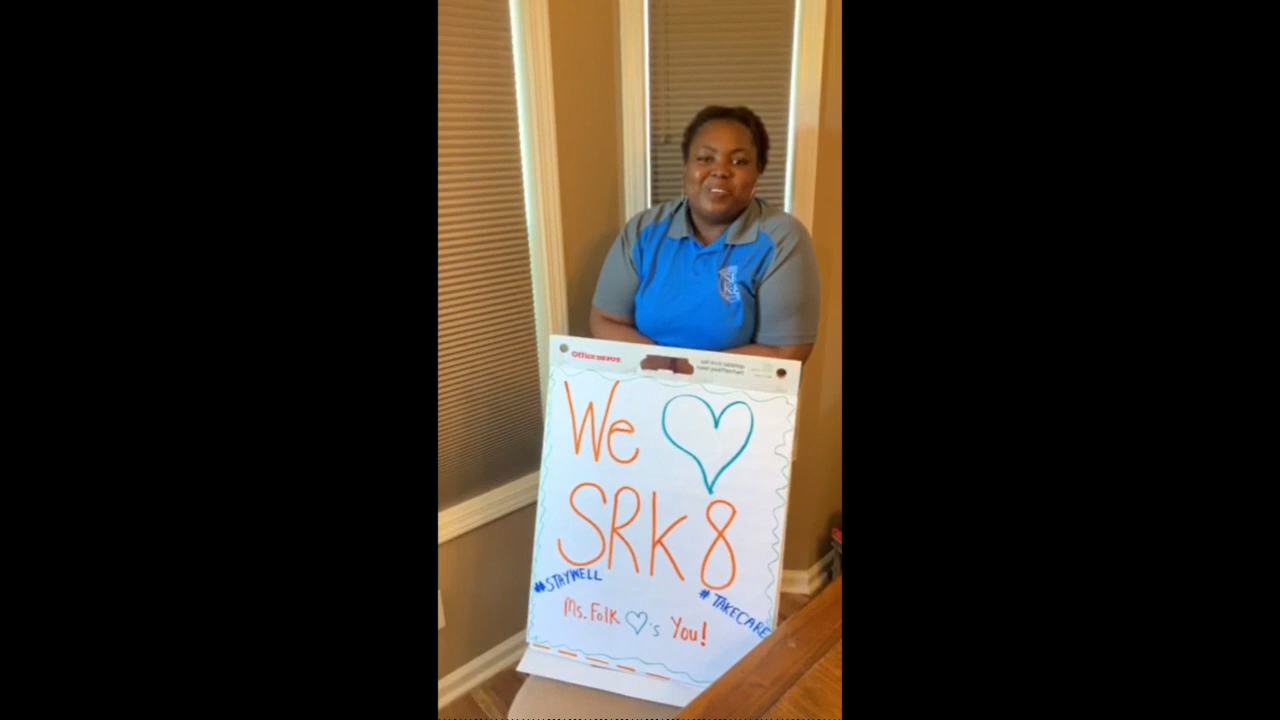 Office DEPOT
We ♡
SRK8
#STAYWELL
#TAKECARE
Ms. Folk ♡'s You!